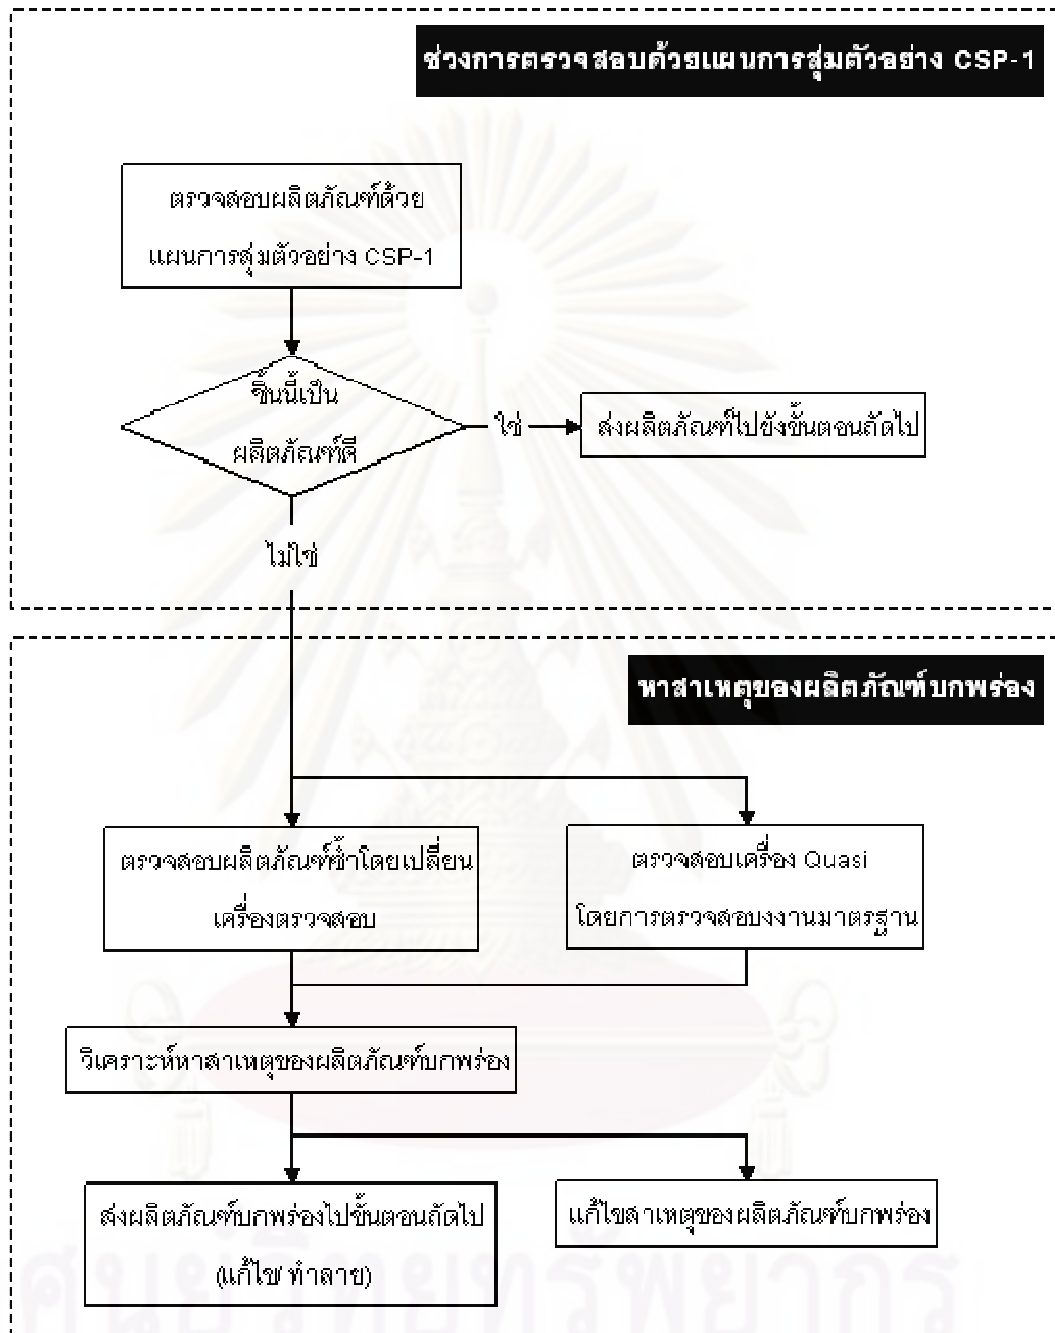 ช่วงการตรวจสอบด้วยแผนการสุ่มตัวอย่าง CSP-1
ตรวจสอบผลิตภัณฑ์ด้วย
แผนการสุ่มตัวอย่าง CSP-1
ชิ้นนี้เป็น
ผลิตภัณฑ์ดี
ใช่
ส่งผลิตภัณฑ์ไปยังขั้นตอนถัดไป
ไม่ใช่
หาสาเหตุของผลิตภัณฑ์บกพร่อง
ตรวจสอบผลิตภัณฑ์ซ้ำโดยเปลี่ยน
เครื่องตรวจสอบ
ตรวจสอบเครื่อง Quasi
โดยการตรวจสอบงงานมาตรฐาน
วิเคราะห์หาสาเหตุของผลิตภัณฑ์บกพร่อง
ส่งผลิตภัณฑ์บกพร่องไปขั้นตอนถัดไป
(แก้ไข/ ทำลาย)
แก้ไขสาเหตุของผลิตภัณฑ์บกพร่อง
ศูนย์วิทยทรัพยากร